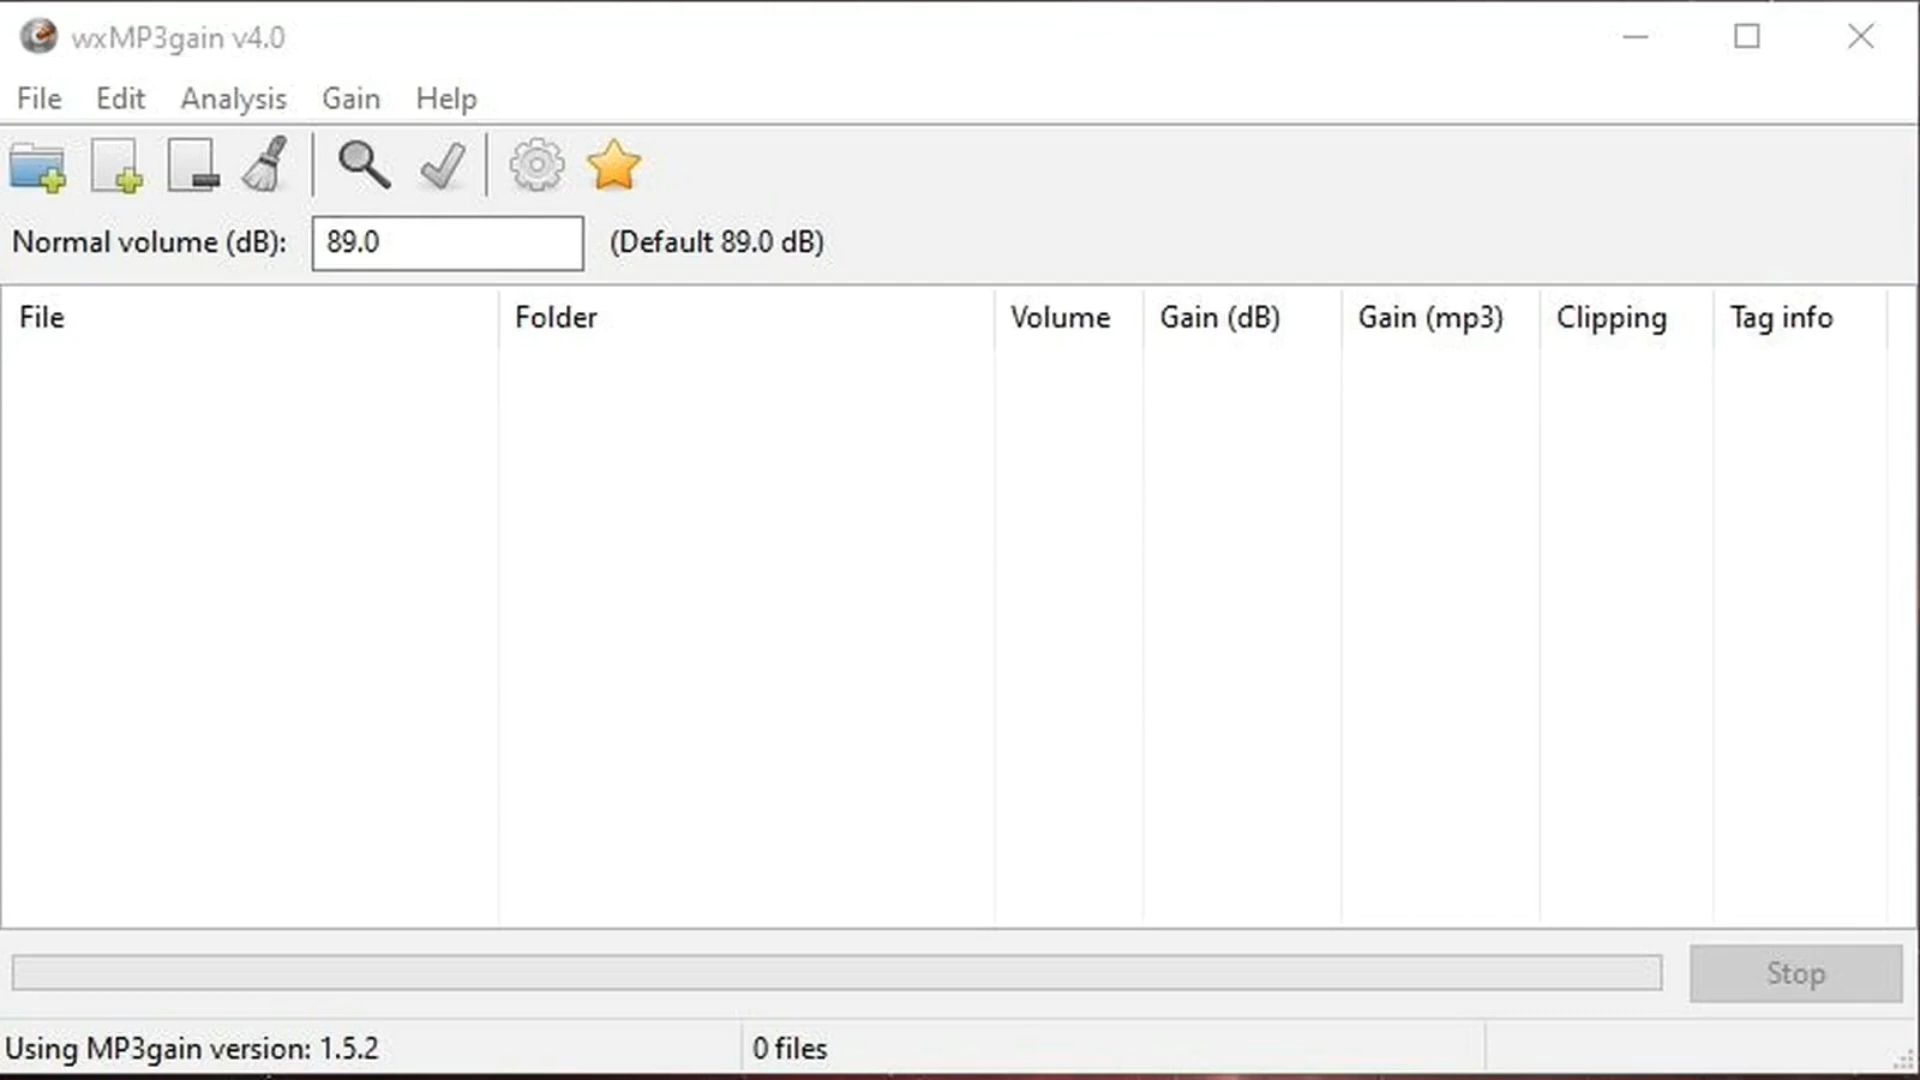 wxMP3gain v4.0
File Edit Analysis Gain Help
Normal volume (dB): 89.0 (Default 89.0 dB)
File Folder Volume Gain (dB) Gain (mp3) Clipping Tag info
Stop
Using MP3gain version: 1.5.2 0 files